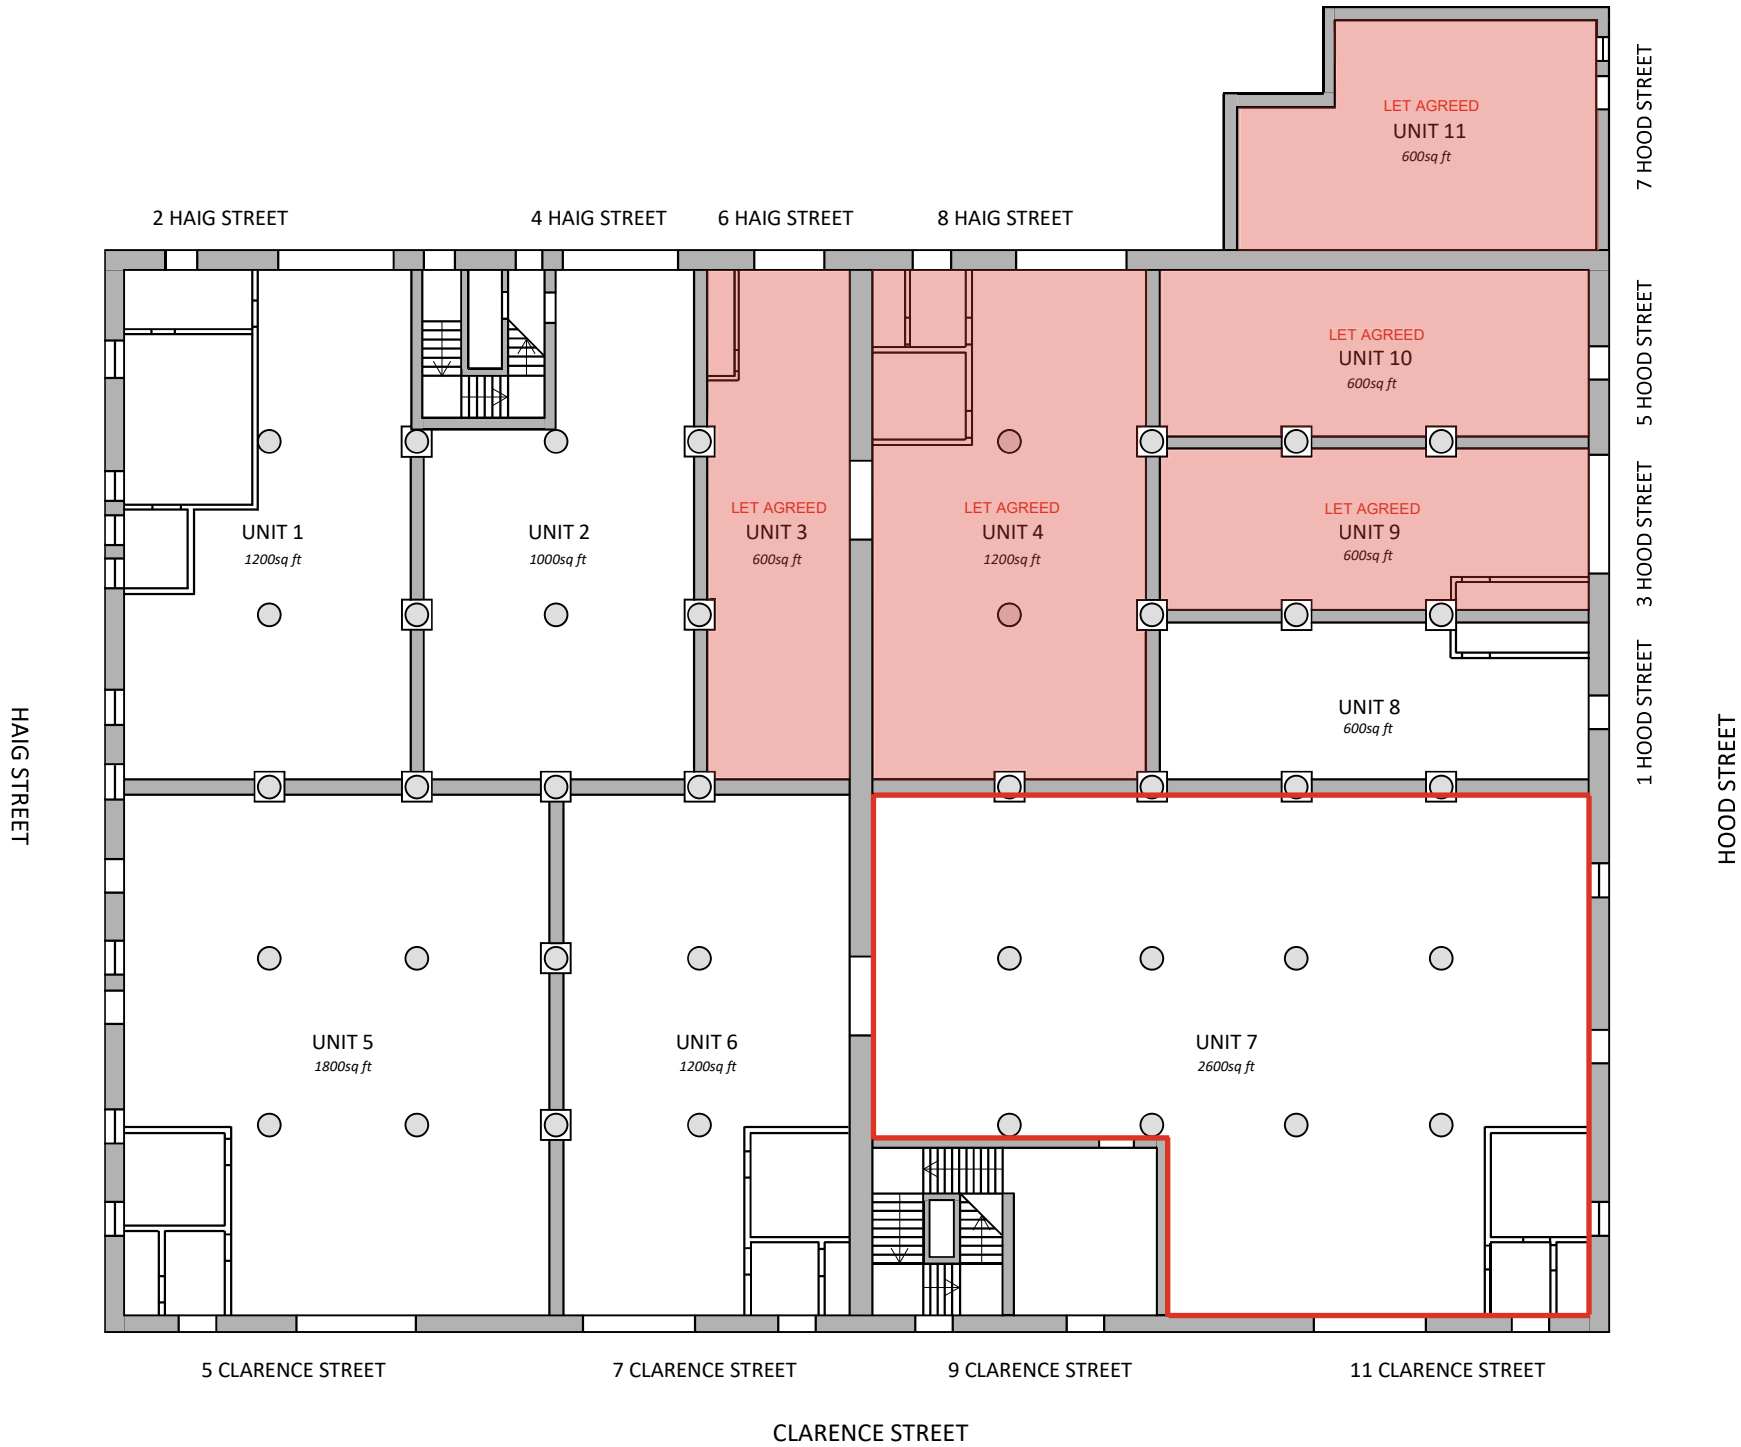 LET AGREED
UNIT 11
600sq ft
7 HOOD STREET
2 HAIG STREET
4 HAIG STREET
6 HAIG STREET
8 HAIG STREET
LET AGREED
UNIT 10
600sq ft
5 HOOD STREET
UNIT 1
1200sq ft
UNIT 2
1000sq ft
LET AGREED
UNIT 3
600sq ft
LET AGREED
UNIT 4
1200sq ft
LET AGREED
UNIT 9
600sq ft
3 HOOD STREET
UNIT 8
600sq ft
1 HOOD STREET
HAIG STREET
HOOD STREET
UNIT 5
1800sq ft
UNIT 6
1200sq ft
UNIT 7
2600sq ft
5 CLARENCE STREET
7 CLARENCE STREET
9 CLARENCE STREET
11 CLARENCE STREET
CLARENCE STREET